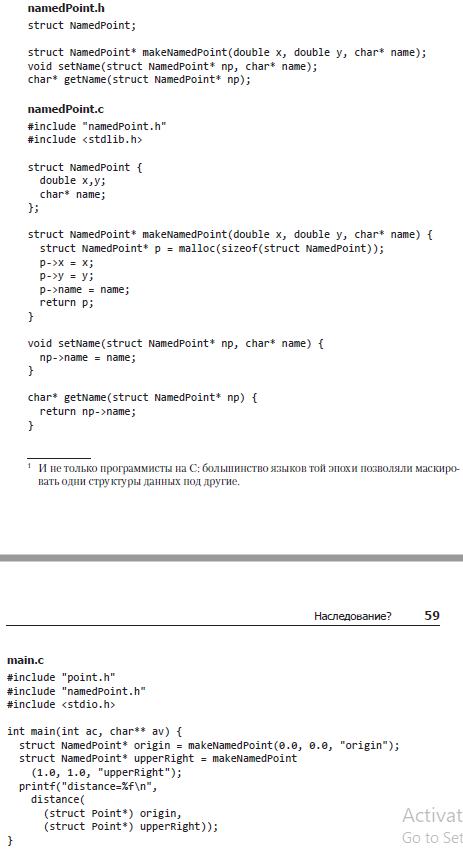 namedPoint.h
struct NamedPoint;
struct NamedPoint* makeNamedPoint(double x, double y, char* name);
void setName(struct NamedPoint* np, char* name);
char* getName(struct NamedPoint* np);
namedPoint.c
#include "namedPoint.h"
#include <stdlib.h>
struct NamedPoint {
  double x,y;
  char* name;
};
struct NamedPoint* makeNamedPoint(double x, double y, char* name) {
  struct NamedPoint* p = malloc(sizeof(struct NamedPoint));
  p->x = x;
  p->y = y;
  p->name = name;
  return p;
}
void setName(struct NamedPoint* np, char* name) {
  np->name = name;
}
char* getName(struct NamedPoint* np) {
  return np->name;
}
1 И не только программисты на C: большинство языков той эпохи позволяли маскиро-
вать одни структуры данных под другие.
Наследование? 59
main.c
#include "point.h"
#include "namedPoint.h"
#include <stdio.h>
int main(int ac, char** av) {
  struct NamedPoint* origin = makeNamedPoint(0.0, 0.0, "origin");
  struct NamedPoint* upperRight = makeNamedPoint
    (1.0, 1.0, "upperRight");
  printf("distance=%f\n",
    distance(
      (struct Point*) origin,
      (struct Point*) upperRight));
}
Activat
Go to Set